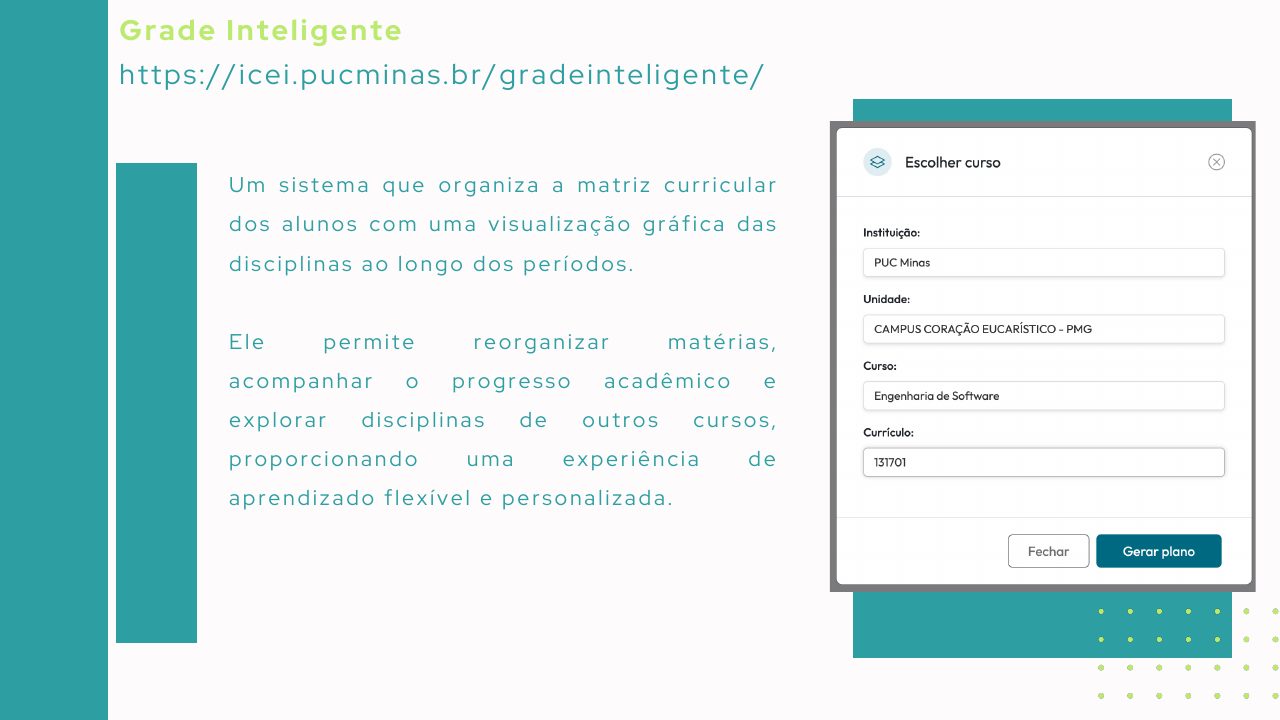 Grade Inteligente
https://icei.pucminas.br/gradeinteligente/
Um sistema que organiza a matriz curricular
dos alunos com uma visualização gráfica das
disciplinas ao longo dos períodos.
Ele permite reorganizar matérias,
acompanhar o progresso acadêmico e
explorar disciplinas de outros cursos,
proporcionando uma experiência de
aprendizado flexível e personalizada.
Escolher curso
Instituição:
PUC Minas
Unidade:
CAMPUS CORAÇÃO EUCARÍSTICO - PMG
Curso:
Engenharia de Software
Currículo:
131701
Fechar
Gerar plano